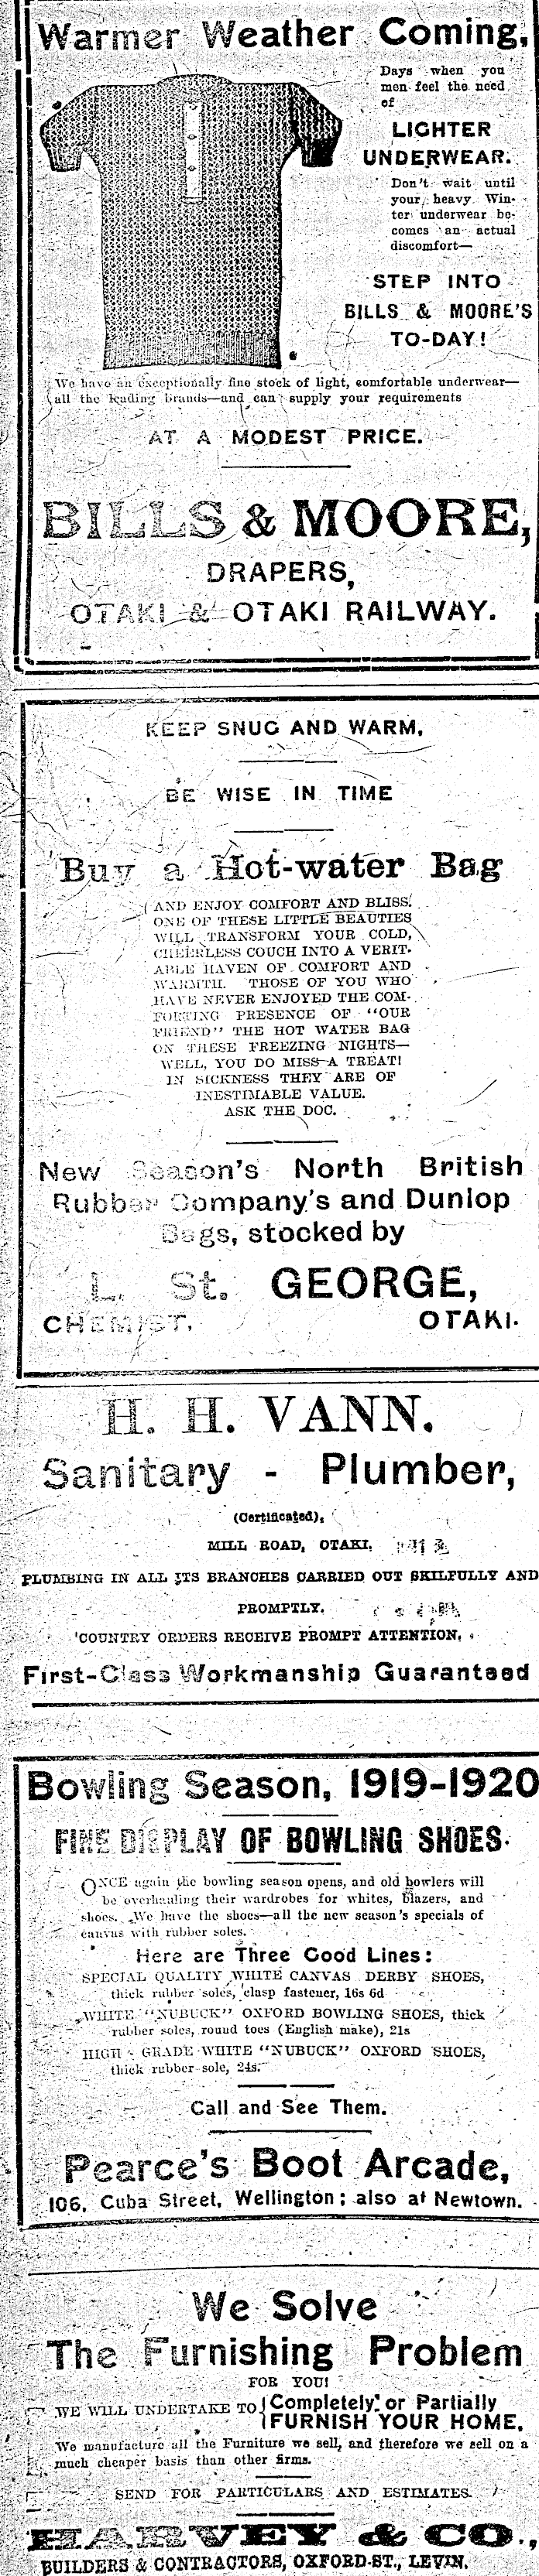 Warmer Weather Coming,
Days when you
men feel the need
of
LIGHTER
UNDERWEAR.
Don't wait until
your heavy Win-
ter underwear be-
comes an actual
discomfort—
STEP INTO
BILLS & MOORE'S
TO-DAY!
We have an exceptionally fine stock of light, comfortable underwear—
all the leading brands—and can supply your requirements
AT A MODEST PRICE.
BILLS & MOORE,
DRAPERS,
OTAKI & OTAKI RAILWAY.
KEEP SNUG AND WARM,
BE WISE IN TIME
Buy a Hot-water Bag
AND ENJOY COMFORT AND BLISS.
ONE OF THESE LITTLE BEAUTIES
WILL TRANSFORM YOUR COLD,
CHEERLESS COUCH INTO A VERIT-
ABLE HAVEN OF COMFORT AND
WARMTH. THOSE OF YOU WHO
HAVE NEVER ENJOYED THE COM-
FORTING PRESENCE OF "OUR
FRIEND" THE HOT WATER BAG
ON THESE FREEZING NIGHTS—
WELL, YOU DO MISS A TREAT!
IN SICKNESS THEY ARE OF
INESTIMABLE VALUE.
ASK THE DOC.
New Season's North British
Rubber Company's and Dunlop
Bags, stocked by
L. St. GEORGE,
CHEMIST, OTAKI.
H. H. VANN.
Sanitary - Plumber,
(Certificated),
MILL ROAD, OTAKI,
PLUMBING IN ALL ITS BRANCHES CARRIED OUT SKILFULLY AND
PROMPTLY.
COUNTRY ORDERS RECEIVE PROMPT ATTENTION.
First-Class Workmanship Guaranteed
Bowling Season, 1919-1920
FINE DISPLAY OF BOWLING SHOES.
ONCE again the bowling season opens, and old bowlers will
be overhauling their wardrobes for whites, blazers, and
shoes. We have the shoes—all the new season's specials of
canvas with rubber soles.
Here are Three Good Lines:
SPECIAL QUALITY WHITE CANVAS DERBY SHOES,
thick rubber soles, clasp fastener, 16s 6d
WHITE "NUBUCK" OXFORD BOWLING SHOES, thick
rubber soles, round toes (English make), 21s
HIGH - GRADE WHITE "NUBUCK" OXFORD SHOES,
thick rubber sole, 24s.
Call and See Them.
Pearce's Boot Arcade,
106, Cuba Street, Wellington; also at Newtown.
We Solve
The Furnishing Problem
FOR YOU!
WE WILL UNDERTAKE TO Completely or Partially
FURNISH YOUR HOME.
We manufacture all the Furniture we sell, and therefore we sell on a
much cheaper basis than other firms.
SEND FOR PARTICULARS AND ESTIMATES.
HARVEY & CO.,
BUILDERS & CONTRACTORS, OXFORD-ST., LEVIN.